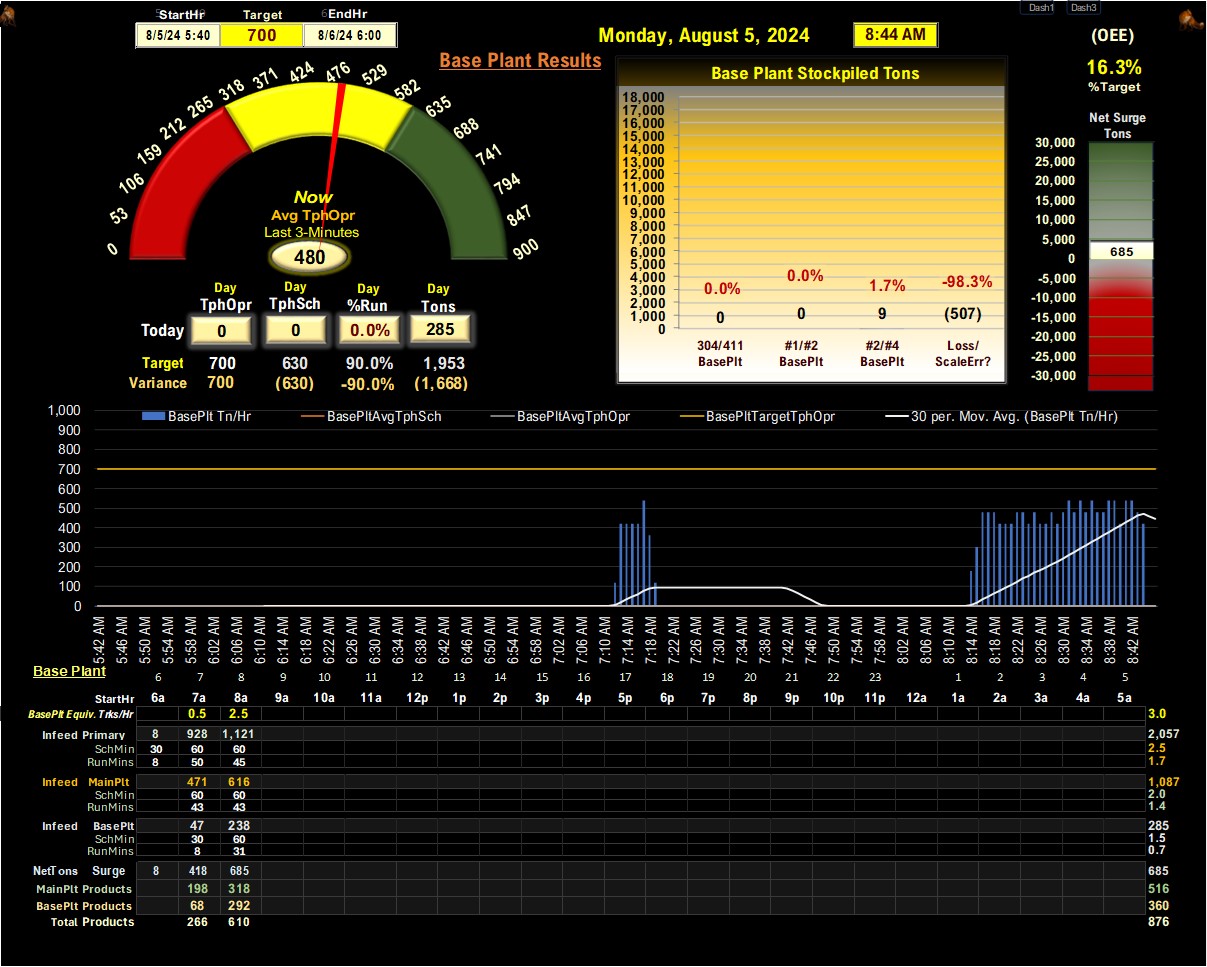 Dash1 Dash3
StartHr Target EndHr
8/5/24 5:40 700 8/6/24 6:00
Monday, August 5, 2024 8:44 AM
(OEE)
16.3%
%Target
Base Plant Results
0 53 106 159 212 265 318 371 424 476 529 582 635 688 741 794 847 900
Now
Avg TphOpr
Last 3-Minutes
480
Day Day Day Day
TphOpr TphSch %Run Tons
Today 0 0 0.0% 285
Target 700 630 90.0% 1,953
Variance 700 (630) -90.0% (1,668)
Base Plant Stockpiled Tons
18,000
17,000
16,000
15,000
14,000
13,000
12,000
11,000
10,000
9,000
8,000
7,000
6,000
5,000
4,000
3,000
2,000
1,000
0
0.0% 0.0% 1.7% -98.3%
0 0 9 (507)
304/411 #1/#2 #2/#4 Loss/
BasePlt BasePlt BasePlt ScaleErr?
Net Surge
Tons
30,000
25,000
20,000
15,000
10,000
5,000
0
-5,000
-10,000
-15,000
-20,000
-25,000
-30,000
685
BasePlt Tn/Hr BasePltAvgTphSch BasePltAvgTphOpr BasePltTargetTphOpr 30 per. Mov. Avg. (BasePlt Tn/Hr)
1,000
900
800
700
600
500
400
300
200
100
0
5:42 AM 5:46 AM 5:50 AM 5:54 AM 5:58 AM 6:02 AM 6:06 AM 6:10 AM 6:14 AM 6:18 AM 6:22 AM 6:26 AM 6:30 AM 6:34 AM 6:38 AM 6:42 AM 6:46 AM 6:50 AM 6:54 AM 6:58 AM 7:02 AM 7:06 AM 7:10 AM 7:14 AM 7:18 AM 7:22 AM 7:26 AM 7:30 AM 7:34 AM 7:38 AM 7:42 AM 7:46 AM 7:50 AM 7:54 AM 7:58 AM 8:02 AM 8:06 AM 8:10 AM 8:14 AM 8:18 AM 8:22 AM 8:26 AM 8:30 AM 8:34 AM 8:38 AM 8:42 AM
Base Plant
6 7 8 9 10 11 12 13 14 15 16 17 18 19 20 21 22 23 1 2 3 4 5
StartHr 6a 7a 8a 9a 10a 11a 12p 1p 2p 3p 4p 5p 6p 7p 8p 9p 10p 11p 1a 2a 3a 4a 5a
BasePlt Equiv. Trks/Hr 0.5 2.5 3.0
Infeed Primary 8 928 1,121 2,057
SchMin 30 60 60 2.5
RunMins 8 50 45 1.7
Infeed MainPlt 471 616 1,087
SchMin 60 60 2.0
RunMins 43 43 1.4
Infeed BasePlt 47 238 285
SchMin 30 60 1.5
RunMins 8 31 0.7
NetTons Surge 8 418 685 685
MainPlt Products 198 318 516
BasePlt Products 68 292 360
Total Products 266 610 876